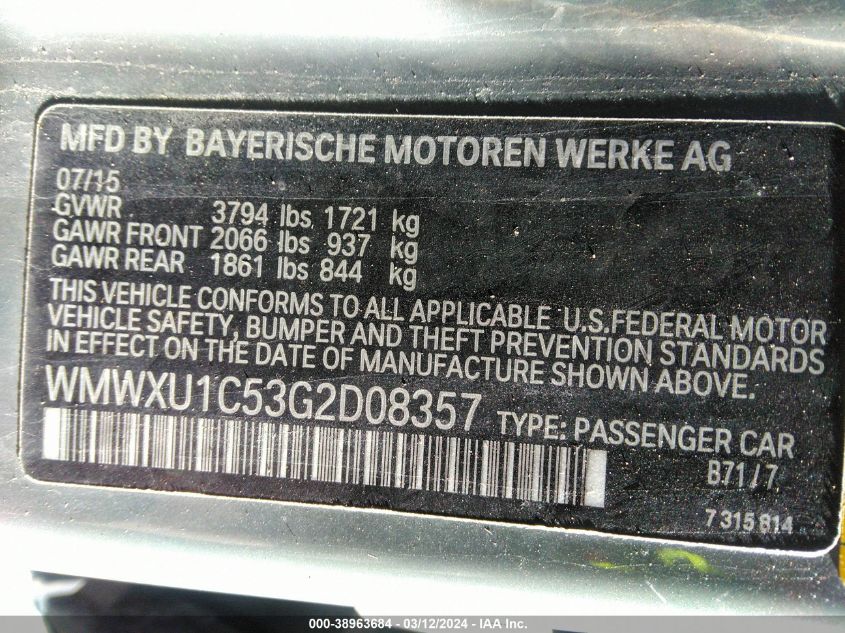 MFD BY BAYERISCHE MOTOREN WERKE AG
07/15
GVWR 3794 lbs 1721 kg
GAWR FRONT 2066 lbs 937 kg
GAWR REAR 1861 lbs 844 kg
THIS VEHICLE CONFORMS TO ALL APPLICABLE U.S.FEDERAL MOTOR
VEHICLE SAFETY, BUMPER AND THEFT PREVENTION STANDARDS
IN EFFECT ON THE DATE OF MANUFACTURE SHOWN ABOVE.
WMWXU1C53G2D08357 TYPE: PASSENGER CAR
B71/7
7 315 814
000-38963684 - 03/12/2024 - IAA Inc.